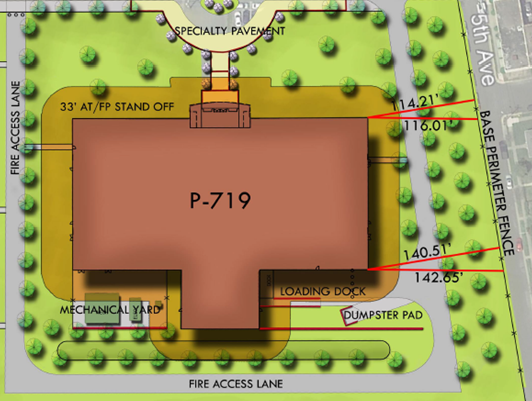 SPECIALTY PAVEMENT
5th Ave
33' AT/FP STAND OFF
114.21'
116.01'
FIRE ACCESS LANE
BASE PERIMETER FENCE
P-719
140.51'
142.65'
LOADING DOCK
MECHANICAL YARD
DUMPSTER PAD
FIRE ACCESS LANE